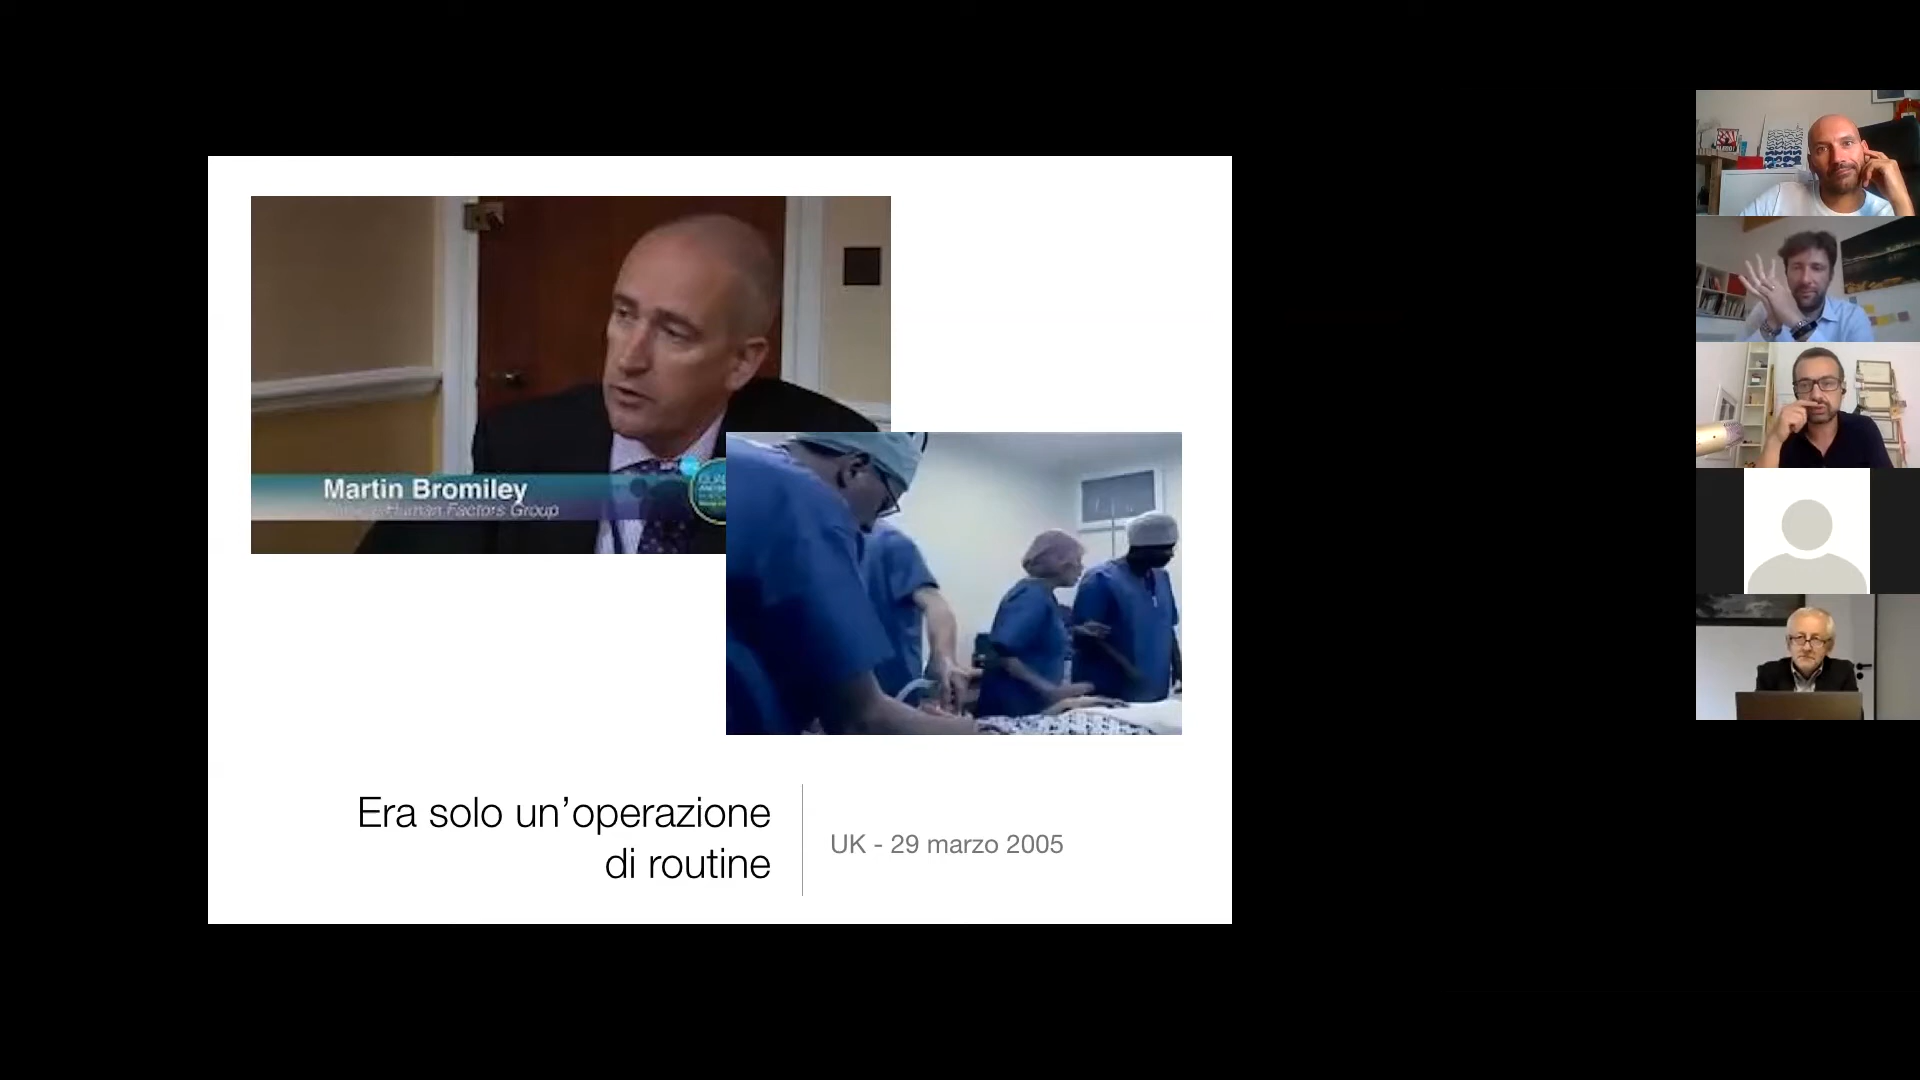 Martin Bromiley
Human Factors Group
Era solo un’operazione
di routine
UK - 29 marzo 2005